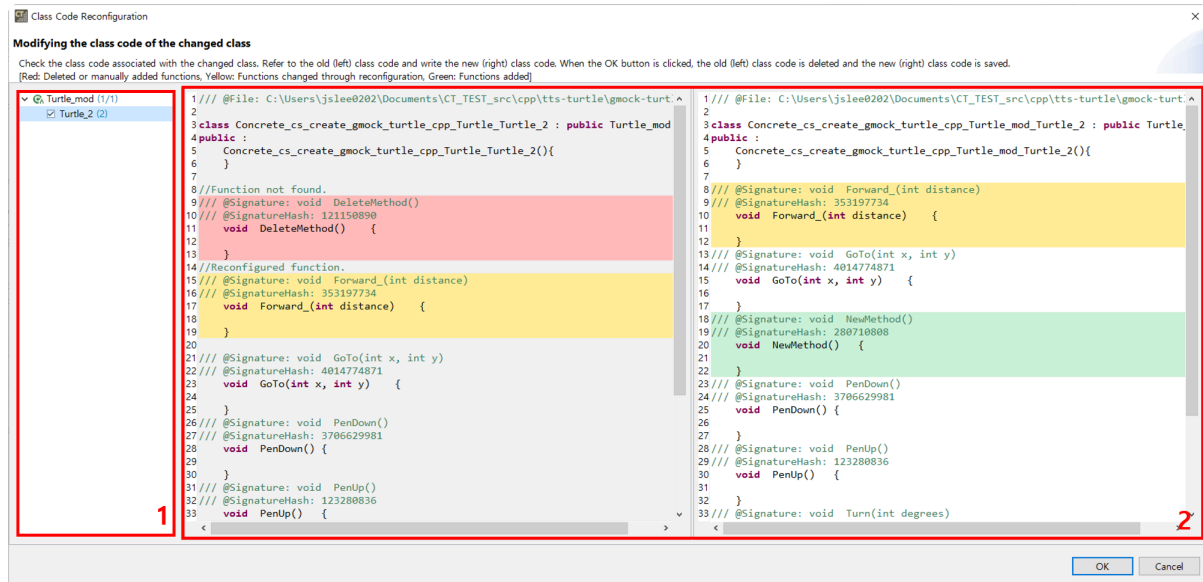 Class Code Reconfiguration
Modifying the class code of the changed class
Check the class code associated with the changed class. Refer to the old (left) class code and write the new (right) class code. When the OK button is clicked, the old (left) class code is deleted and the new (right) class code is saved.
[Red: Deleted or manually added functions, Yellow: Functions changed through reconfiguration, Green: Functions added]
Turtle_mod (1/1)
Turtle_2 (2)
1
1 /// @File: C:\Users\jslee0202\Documents\CT_TEST_src\cpp\tts-turtle\gmock-turt
2
3 class Concrete_cs_create_gmock_turtle_cpp_Turtle_Turtle_2 : public Turtle_mod
4 public :
5 Concrete_cs_create_gmock_turtle_cpp_Turtle_Turtle_2(){
6 }
7
8 //Function not found.
9 /// @Signature: void DeleteMethod()
10 /// @SignatureHash: 121150890
11 void DeleteMethod() {
12
13 }
14 //Reconfigured function.
15 /// @Signature: void Forward_(int distance)
16 /// @SignatureHash: 353197734
17 void Forward_(int distance) {
18
19 }
20
21 /// @Signature: void GoTo(int x, int y)
22 /// @SignatureHash: 4014774871
23 void GoTo(int x, int y) {
24
25 }
26 /// @Signature: void PenDown()
27 /// @SignatureHash: 3706629981
28 void PenDown() {
29
30 }
31 /// @Signature: void PenUp()
32 /// @SignatureHash: 123280836
33 void PenUp() {
1 /// @File: C:\Users\jslee0202\Documents\CT_TEST_src\cpp\tts-turtle\gmock-turt
2
3 class Concrete_cs_create_gmock_turtle_cpp_Turtle_mod_Turtle_2 : public Turtle_
4 public :
5 Concrete_cs_create_gmock_turtle_cpp_Turtle_mod_Turtle_2(){
6 }
7
8 /// @Signature: void Forward_(int distance)
9 /// @SignatureHash: 353197734
10 void Forward_(int distance) {
11
12 }
13 /// @Signature: void GoTo(int x, int y)
14 /// @SignatureHash: 4014774871
15 void GoTo(int x, int y) {
16
17 }
18 /// @Signature: void NewMethod()
19 /// @SignatureHash: 280710808
20 void NewMethod() {
21
22 }
23 /// @Signature: void PenDown()
24 /// @SignatureHash: 3706629981
25 void PenDown() {
26
27 }
28 /// @Signature: void PenUp()
29 /// @SignatureHash: 123280836
30 void PenUp() {
31
32 }
33 /// @Signature: void Turn(int degrees)
2
OK
Cancel